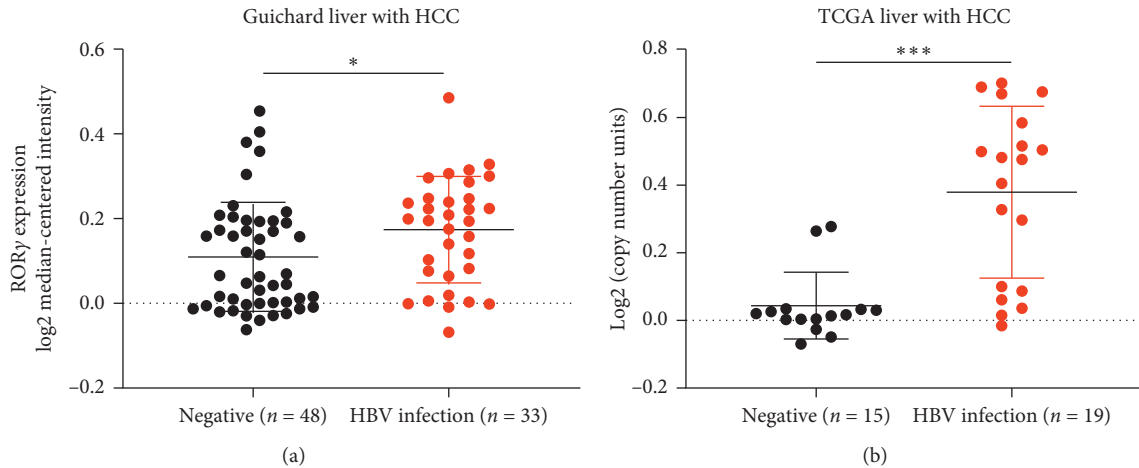 Guichard liver with HCC
0.6
0.4
0.2
0.0
−0.2
RORγ expression
log2 median-centered intensity
*
Negative (n = 48)
HBV infection (n = 33)
(a)
TCGA liver with HCC
0.8
0.6
0.4
0.2
0.0
−0.2
Log2 (copy number units)
***
Negative (n = 15)
HBV infection (n = 19)
(b)